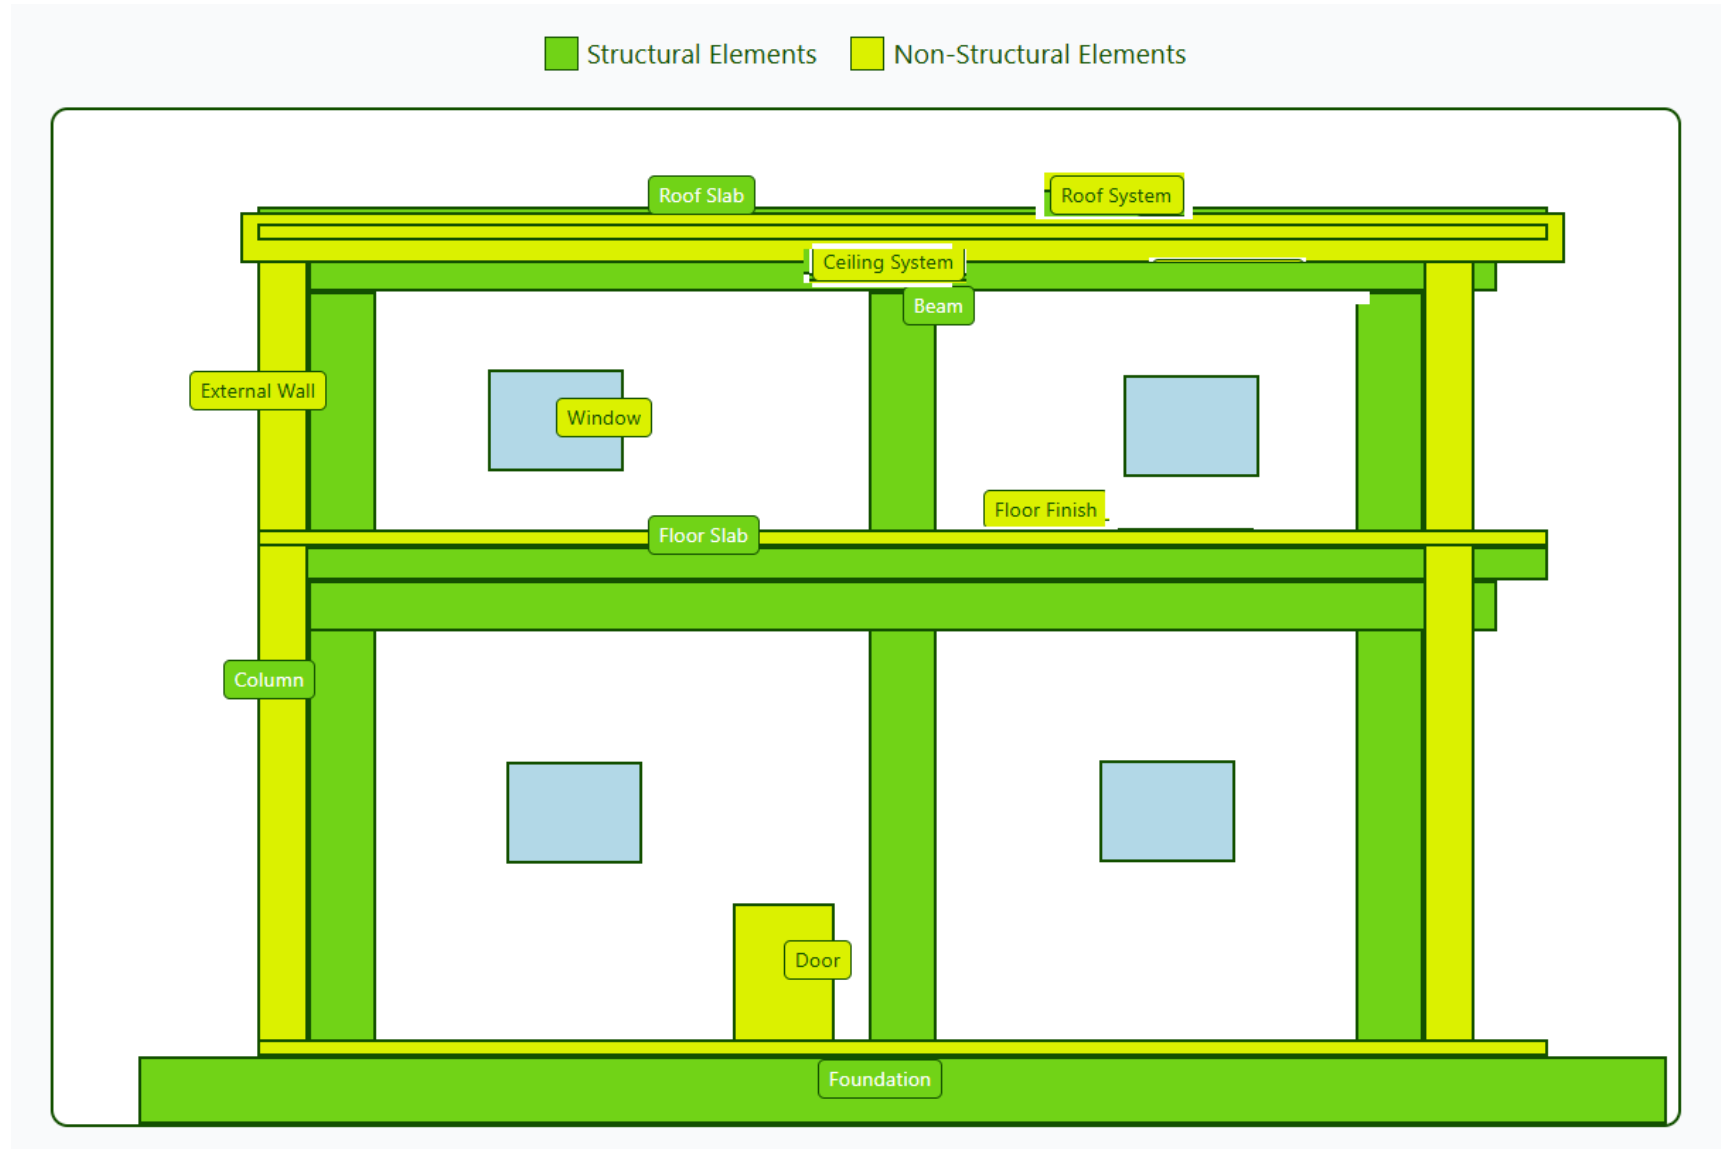 Structural Elements
Non-Structural Elements
Roof Slab
Roof System
Ceiling System
Beam
External Wall
Window
Floor Finish
Floor Slab
Column
Door
Foundation